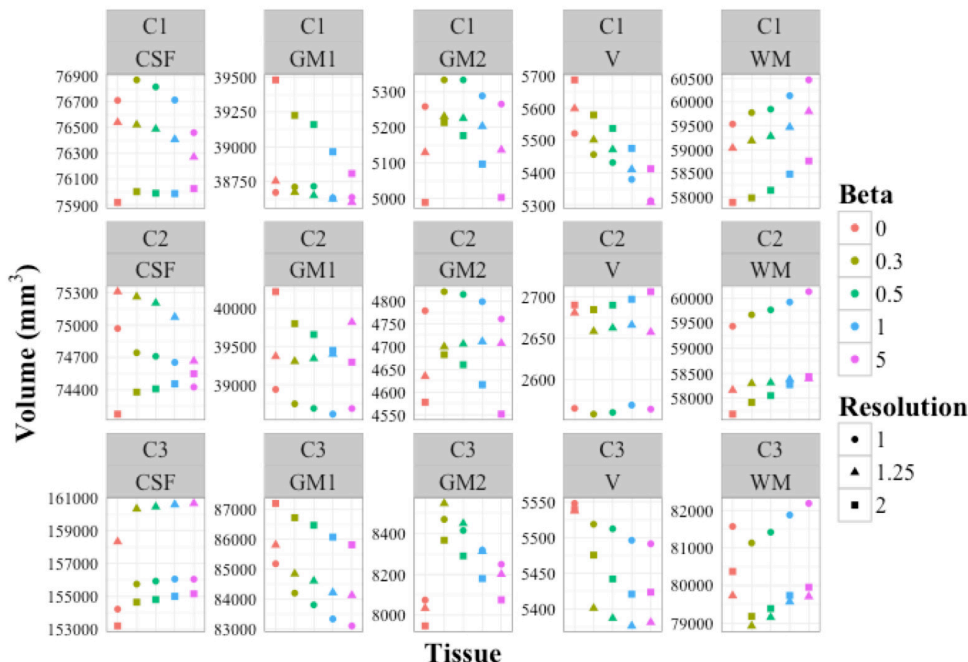 C1 C1 C1 C1 C1
CSF GM1 GM2 V WM
76900 39500 5300 5700 60500
76700 39250 5200 5600 60000
76500 39000 5100 5500 59500
76300 38750 5000 5400 59000
76100 5300 58500
75900 58000
C2 C2 C2 C2 C2
CSF GM1 GM2 V WM
75300 40000 4800 2700 60000
75000 39500 4750 2650 59500
74700 39000 4700 2600 59000
74400 4650 58500
4600 58000
4550
C3 C3 C3 C3 C3
CSF GM1 GM2 V WM
161000 87000 8400 5550 82000
159000 86000 8200 5500 81000
157000 85000 8000 5450 80000
155000 84000 5400 79000
153000 83000
Volume (mm³)
Tissue
Beta
0
0.3
0.5
1
5
Resolution
1
1.25
2